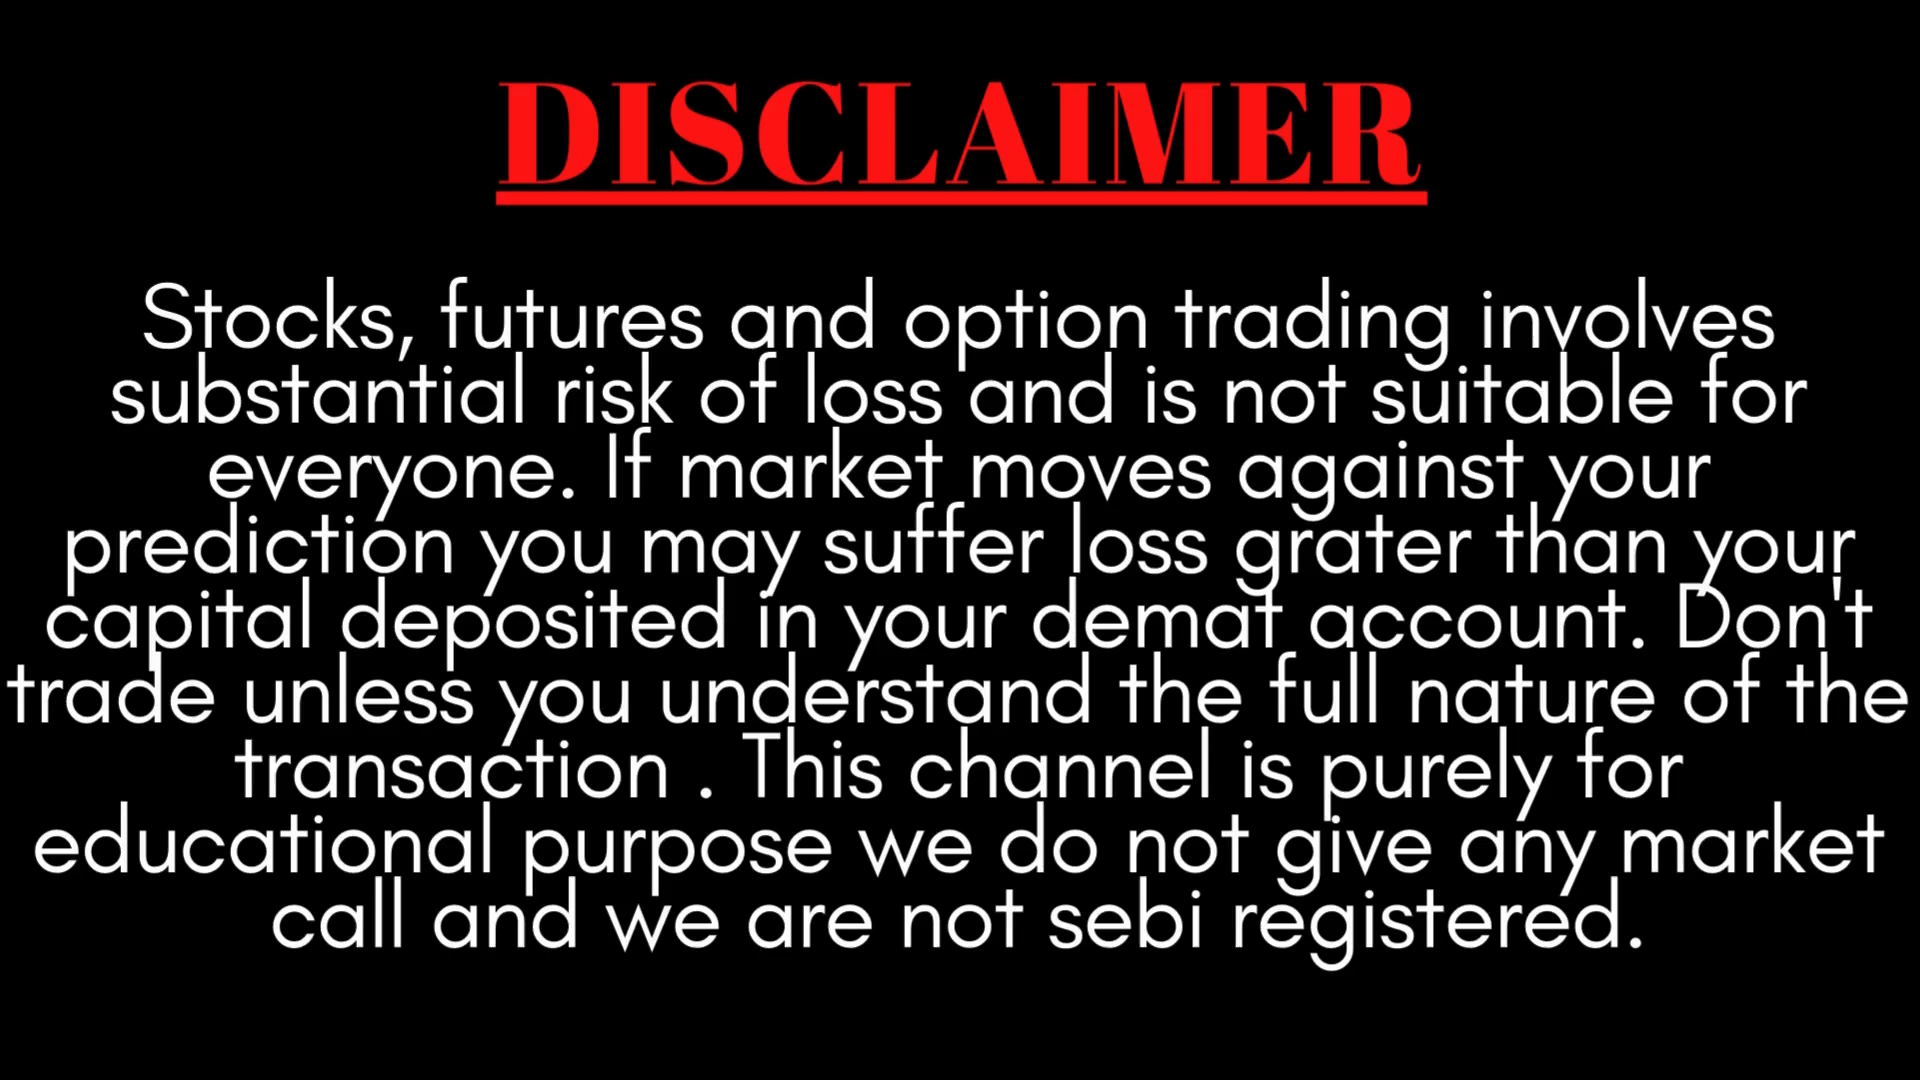 DISCLAIMER
Stocks, futures and option trading involves
substantial risk of loss and is not suitable for
everyone. If market moves against your
prediction you may suffer loss grater than your
capital deposited in your demat account. Don't
trade unless you understand the full nature of the
transaction . This channel is purely for
educational purpose we do not give any market
call and we are not sebi registered.